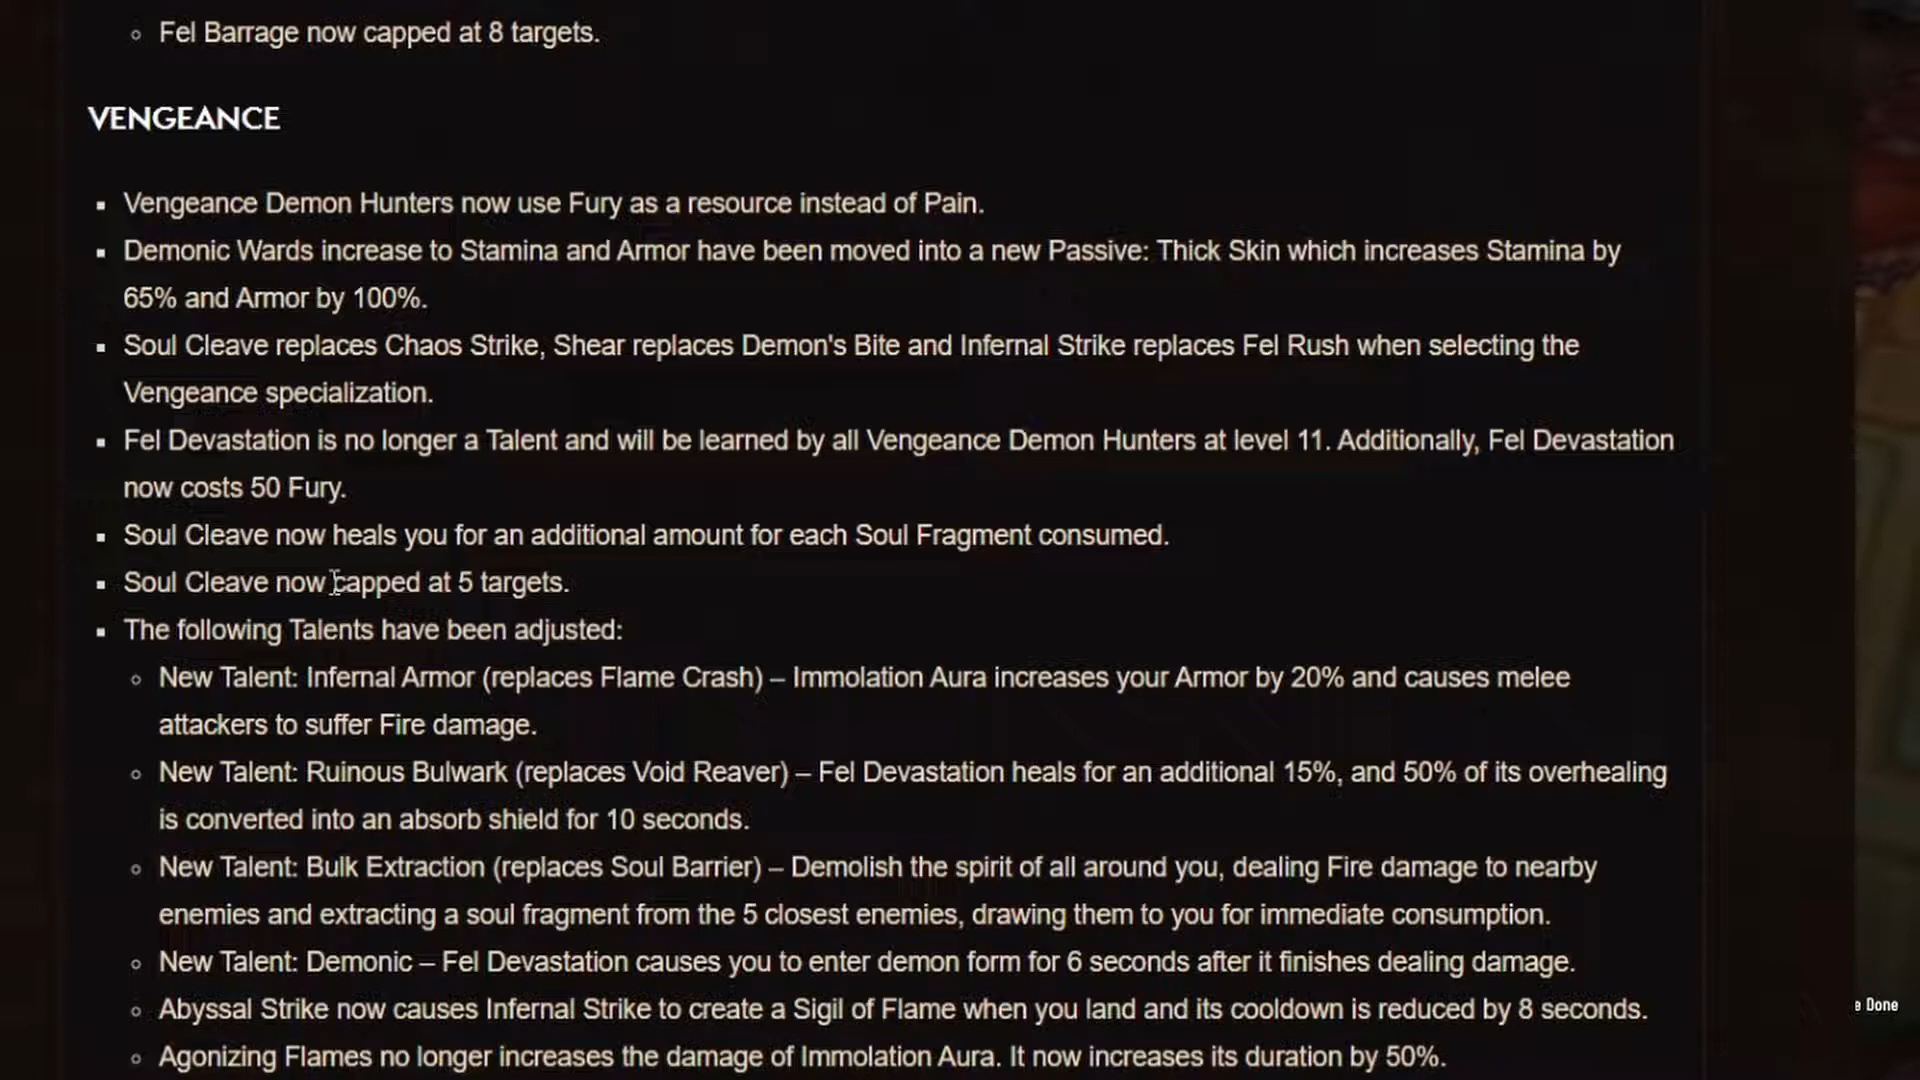 Fel Barrage now capped at 8 targets.
VENGEANCE
Vengeance Demon Hunters now use Fury as a resource instead of Pain.
Demonic Wards increase to Stamina and Armor have been moved into a new Passive: Thick Skin which increases Stamina by
65% and Armor by 100%.
Soul Cleave replaces Chaos Strike, Shear replaces Demon's Bite and Infernal Strike replaces Fel Rush when selecting the
Vengeance specialization.
Fel Devastation is no longer a Talent and will be learned by all Vengeance Demon Hunters at level 11. Additionally, Fel Devastation
now costs 50 Fury.
Soul Cleave now heals you for an additional amount for each Soul Fragment consumed.
Soul Cleave now capped at 5 targets.
The following Talents have been adjusted:
New Talent: Infernal Armor (replaces Flame Crash) – Immolation Aura increases your Armor by 20% and causes melee
attackers to suffer Fire damage.
New Talent: Ruinous Bulwark (replaces Void Reaver) – Fel Devastation heals for an additional 15%, and 50% of its overhealing
is converted into an absorb shield for 10 seconds.
New Talent: Bulk Extraction (replaces Soul Barrier) – Demolish the spirit of all around you, dealing Fire damage to nearby
enemies and extracting a soul fragment from the 5 closest enemies, drawing them to you for immediate consumption.
New Talent: Demonic – Fel Devastation causes you to enter demon form for 6 seconds after it finishes dealing damage.
Abyssal Strike now causes Infernal Strike to create a Sigil of Flame when you land and its cooldown is reduced by 8 seconds.
Agonizing Flames no longer increases the damage of Immolation Aura. It now increases its duration by 50%.
Done